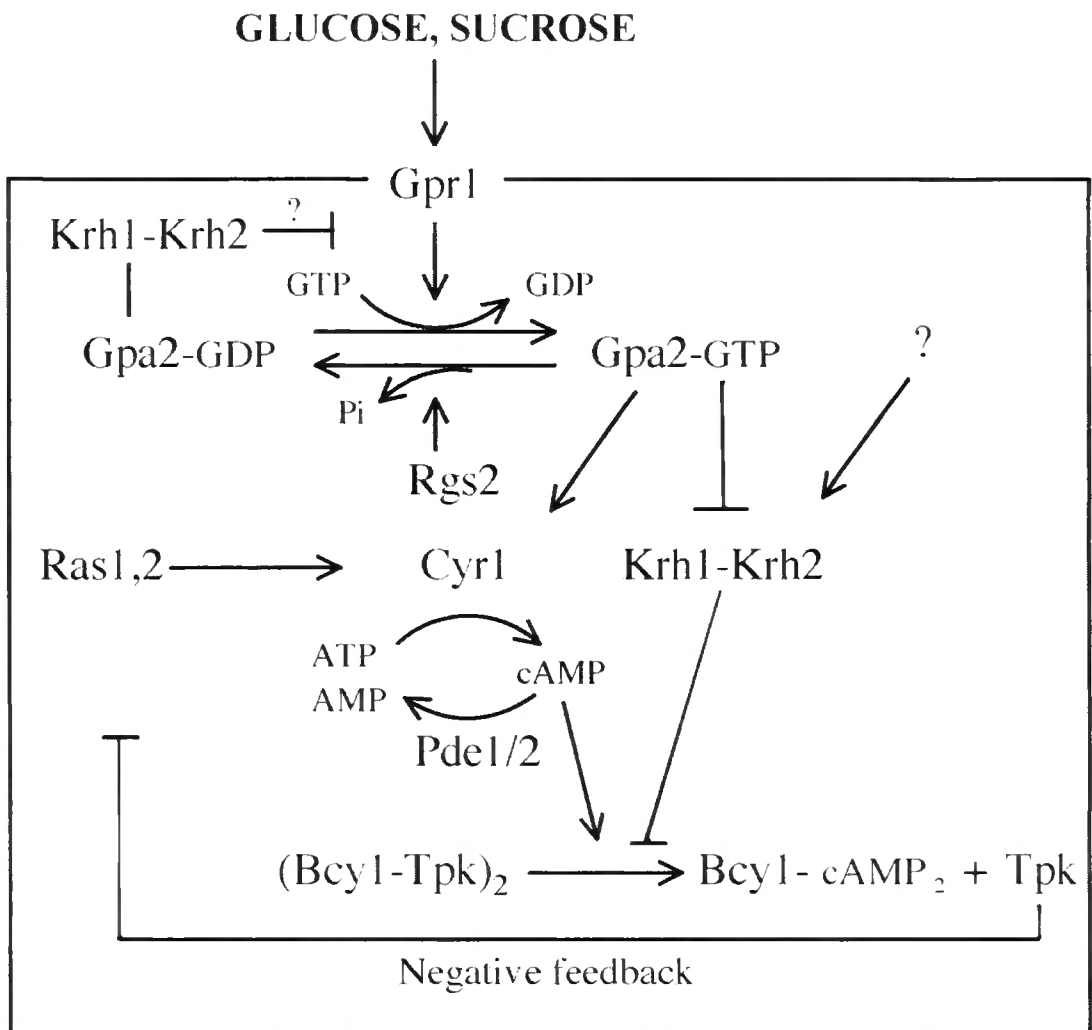 GLUCOSE, SUCROSE
Gpr1
?
Krh1-Krh2
GTP
GDP
Gpa2-GDP
Gpa2-GTP
?
Pi
Rgs2
Ras1,2
Cyr1
Krh1-Krh2
ATP
cAMP
AMP
Pde1/2
(Bcy1-Tpk)₂
Bcy1- cAMP₂ + Tpk
Negative feedback